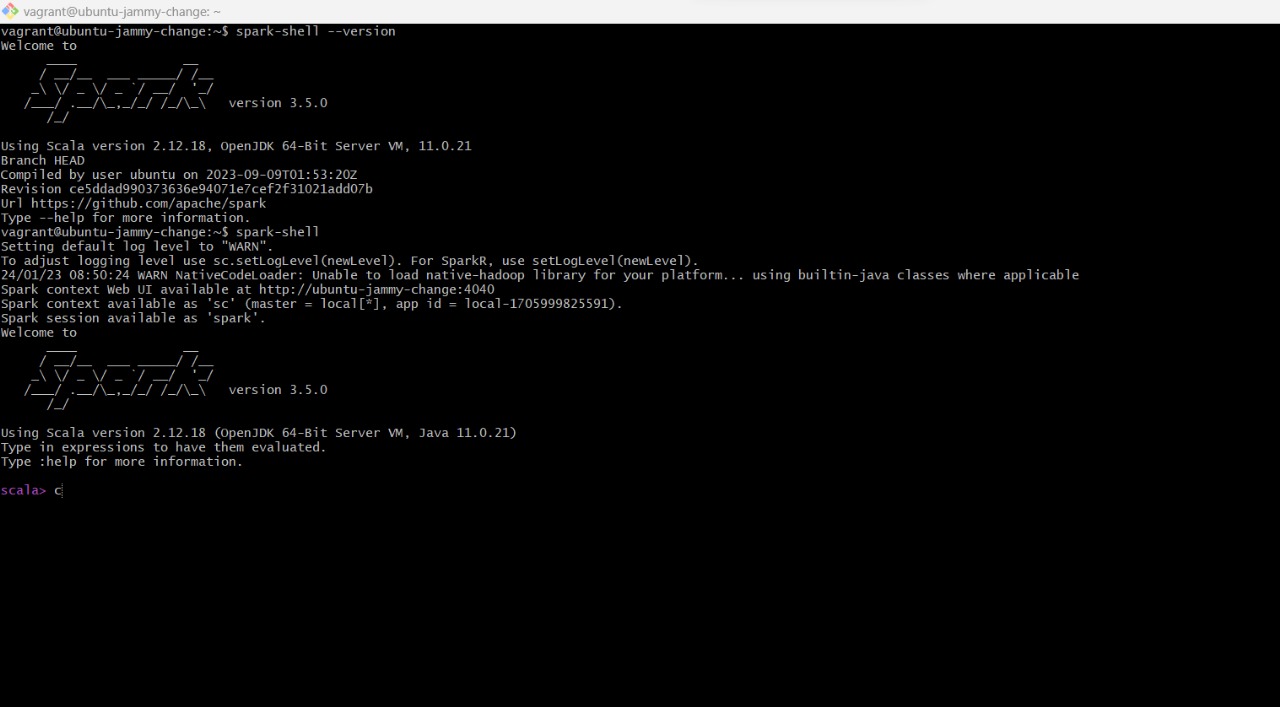 vagrant@ubuntu-jammy-change: ~
vagrant@ubuntu-jammy-change:~$ spark-shell --version
Welcome to
      ____              __
     / __/__  ___ _____/ /__
    _\ \/ _ \/ _ `/ __/  '_/
   /___/ .__/\_,_/_/ /_/\_\   version 3.5.0
      /_/
Using Scala version 2.12.18, OpenJDK 64-Bit Server VM, 11.0.21
Branch HEAD
Compiled by user ubuntu on 2023-09-09T01:53:20Z
Revision ce5ddad990373636e94071e7cef2f31021add07b
Url https://github.com/apache/spark
Type --help for more information.
vagrant@ubuntu-jammy-change:~$ spark-shell
Setting default log level to "WARN".
To adjust logging level use sc.setLogLevel(newLevel). For SparkR, use setLogLevel(newLevel).
24/01/23 08:50:24 WARN NativeCodeLoader: Unable to load native-hadoop library for your platform... using builtin-java classes where applicable
Spark context Web UI available at http://ubuntu-jammy-change:4040
Spark context available as 'sc' (master = local[*], app id = local-1705999825591).
Spark session available as 'spark'.
Welcome to
      ____              __
     / __/__  ___ _____/ /__
    _\ \/ _ \/ _ `/ __/  '_/
   /___/ .__/\_,_/_/ /_/\_\   version 3.5.0
      /_/
Using Scala version 2.12.18 (OpenJDK 64-Bit Server VM, Java 11.0.21)
Type in expressions to have them evaluated.
Type :help for more information.
scala> c